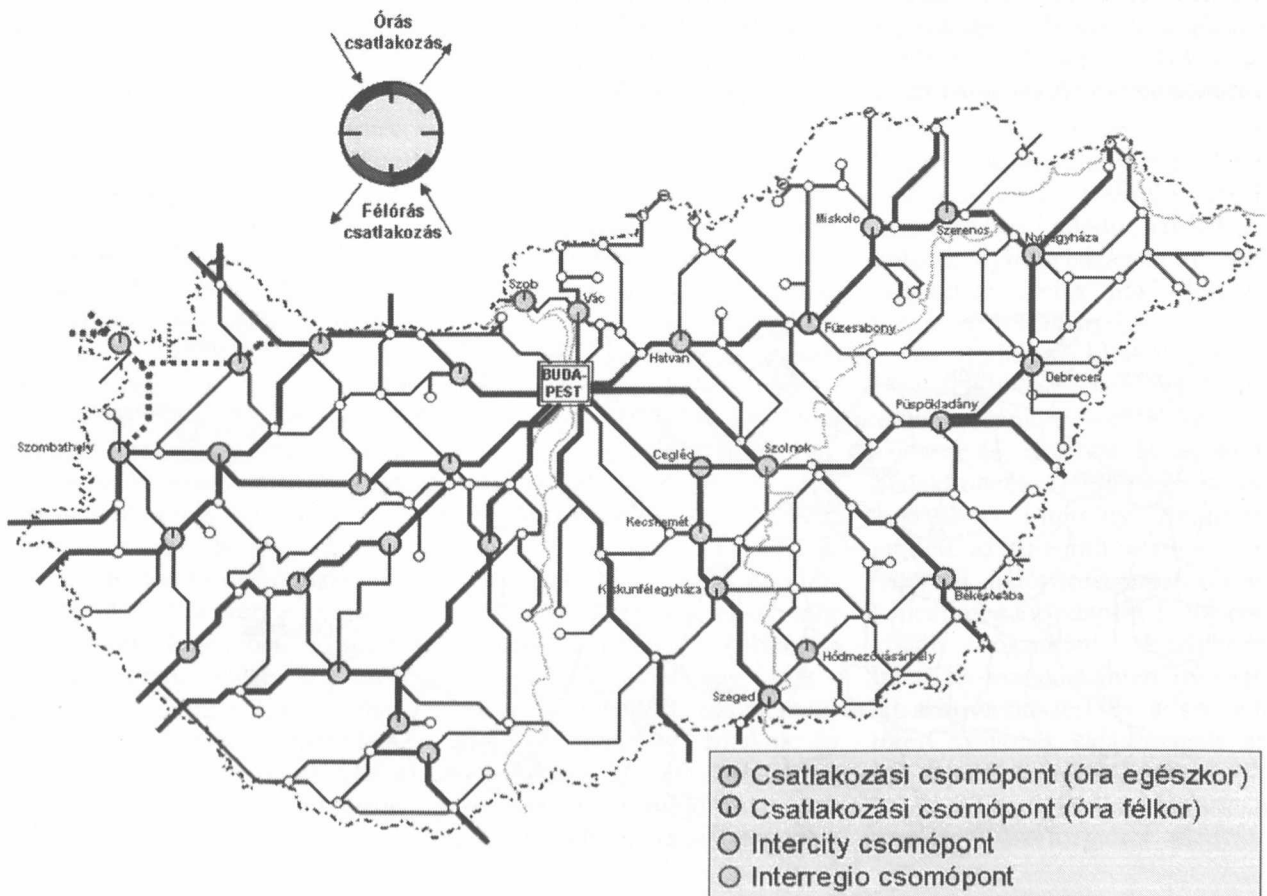 Órás
csatlakozás
Félórás
csatlakozás
Miskolc
Szerencs
Nyíregyháza
Szob
Vác
Füzesabony
Hatvan
BUDA-
PEST
Debrecen
Püspökladány
Szombathely
Cegléd
Szolnok
Kecskemét
Kiskunfélegyháza
Békéscsaba
Hódmezővásárhely
Szeged
Csatlakozási csomópont (óra egészkor)
Csatlakozási csomópont (óra félkor)
Intercity csomópont
Interregio csomópont